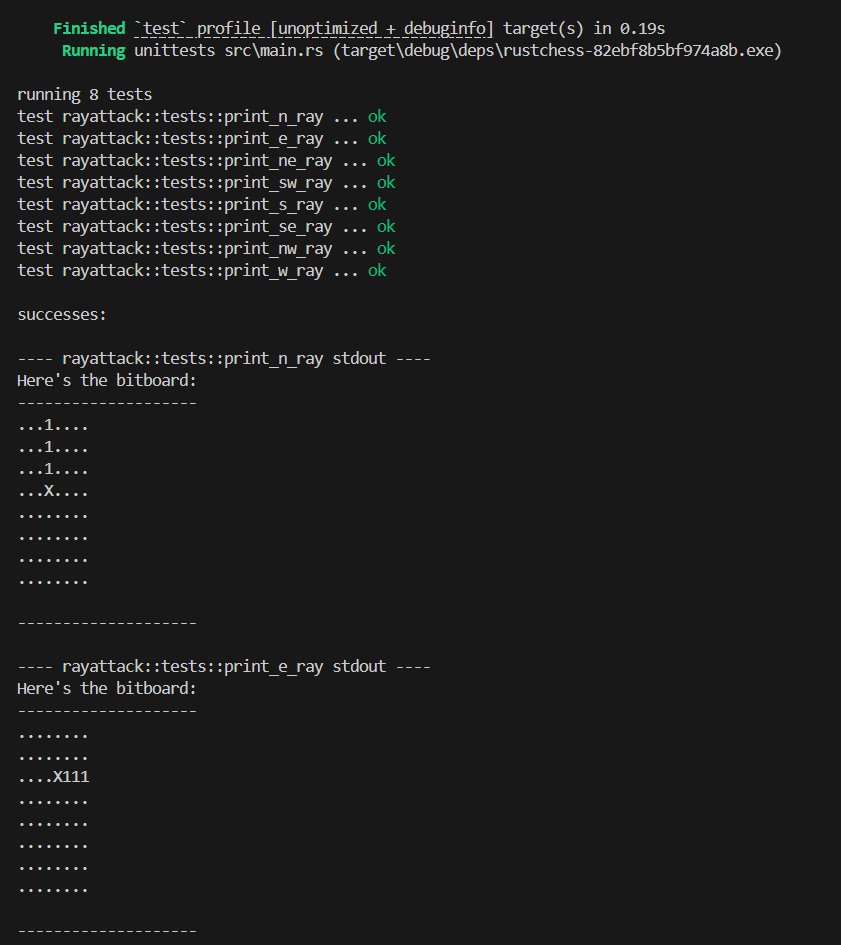 Finished `test` profile [unoptimized + debuginfo] target(s) in 0.19s
Running unittests src\main.rs (target\debug\deps\rustchess-82ebf8b5bf974a8b.exe)
running 8 tests
test rayattack::tests::print_n_ray ... ok
test rayattack::tests::print_e_ray ... ok
test rayattack::tests::print_ne_ray ... ok
test rayattack::tests::print_sw_ray ... ok
test rayattack::tests::print_s_ray ... ok
test rayattack::tests::print_se_ray ... ok
test rayattack::tests::print_nw_ray ... ok
test rayattack::tests::print_w_ray ... ok
successes:
---- rayattack::tests::print_n_ray stdout ----
Here's the bitboard:
--------------------
...1....
...1....
...1....
...X....
........
........
........
........
--------------------
---- rayattack::tests::print_e_ray stdout ----
Here's the bitboard:
--------------------
........
........
....X111
........
........
........
........
........
--------------------